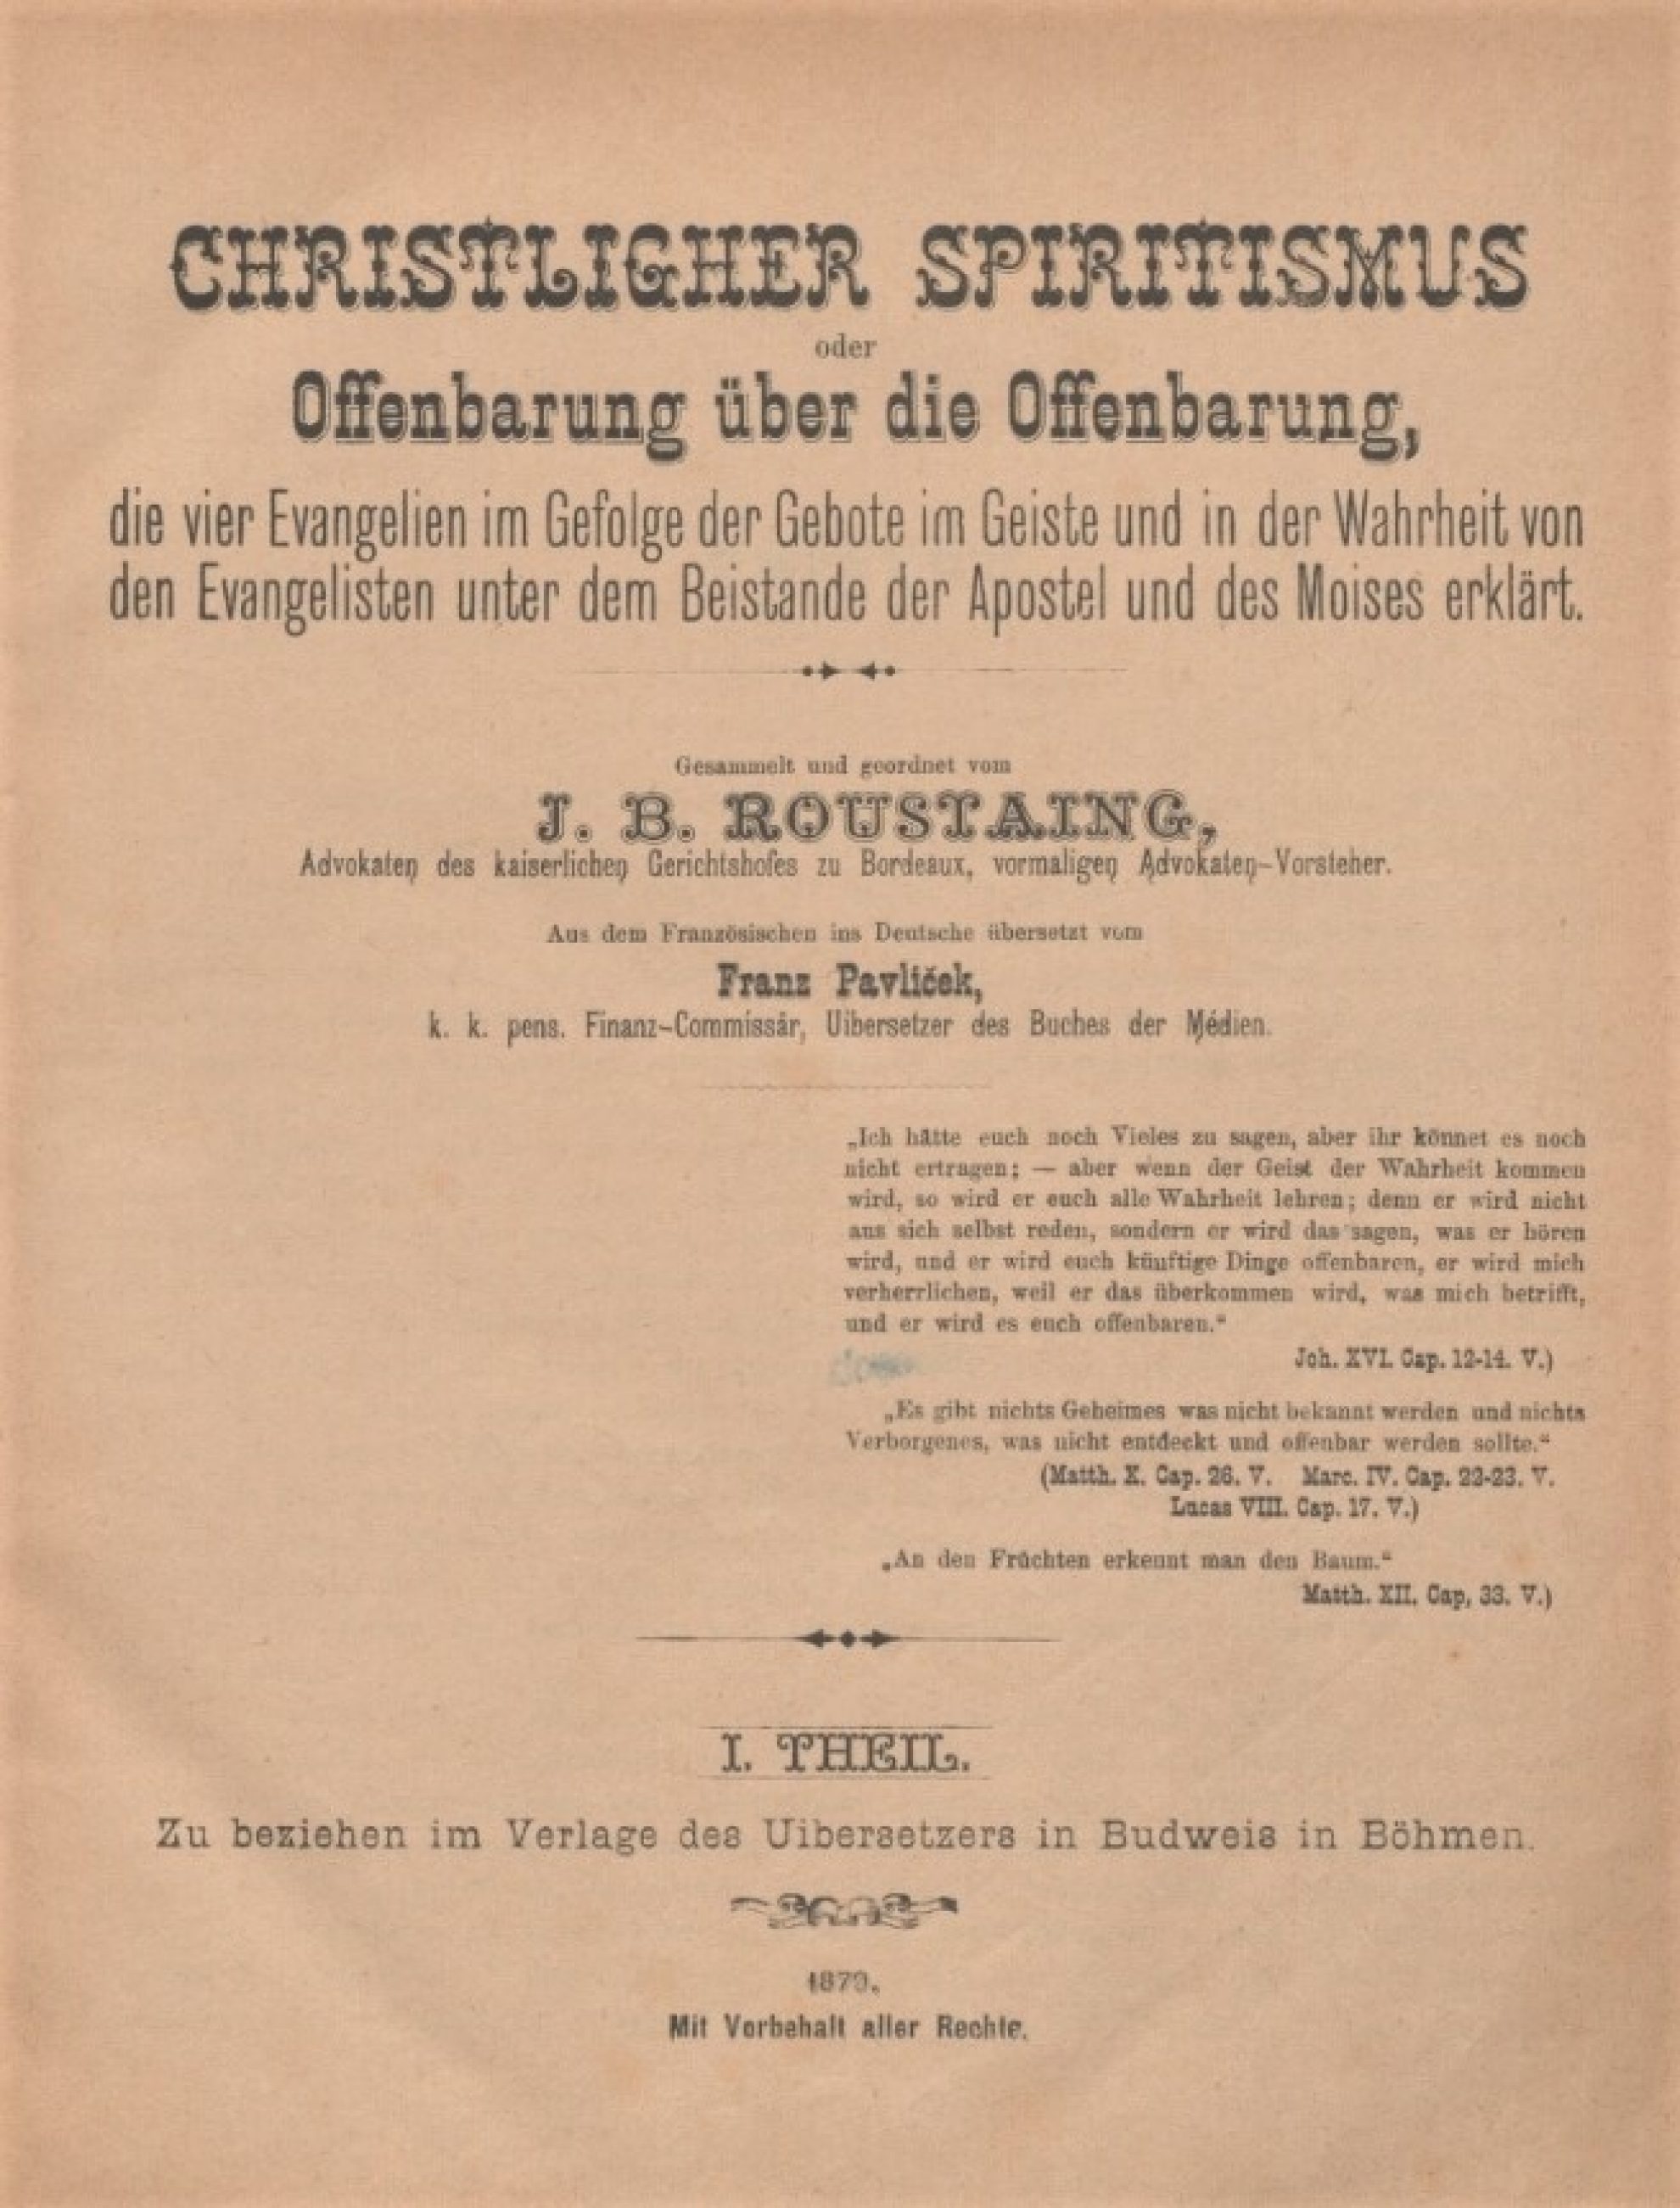 CHRISTLIGHER SPIRITISMUS
oder
Offenbarung über die Offenbarung,
die vier Evangelien im Gefolge der Gebote im Geiste und in der Wahrheit von
den Evangelisten unter dem Beistande der Apostel und des Moises erklärt.
Gesammelt und geordnet vom
J. B. ROUSTAING,
Advokaten des kaiserlichen Gerichtshofes zu Bordeaux, vormaligen Advokaten-Vorsteher.
Aus dem Französischen ins Deutsche übersetzt vom
Franz Pavliček,
k. k. pens. Finanz-Commissär, Uibersetzer des Buches der Médien.
„Ich hätte euch noch Vieles zu sagen, aber ihr könnet es noch
nicht ertragen; — aber wenn der Geist der Wahrheit kommen
wird, so wird er euch alle Wahrheit lehren; denn er wird nicht
aus sich selbst reden, sondern er wird das sagen, was er hören
wird, und er wird euch künftige Dinge offenbaren, er wird mich
verherrlichen, weil er das überkommen wird, was mich betrifft,
und er wird es euch offenbaren.“
Joh. XVI. Cap. 12-14. V.)
„Es gibt nichts Geheimes was nicht bekannt werden und nichts
Verborgenes, was nicht entdeckt und offenbar werden sollte.“
(Matth. X. Cap. 26. V. Marc. IV. Cap. 22-23. V.
Lucas VIII. Cap. 17. V.)
„An den Früchten erkennt man den Baum.“
Matth. XII. Cap, 33. V.)
I. THEIL.
Zu beziehen im Verlage des Uibersetzers in Budweis in Böhmen.
1879.
Mit Vorbehalt aller Rechte.